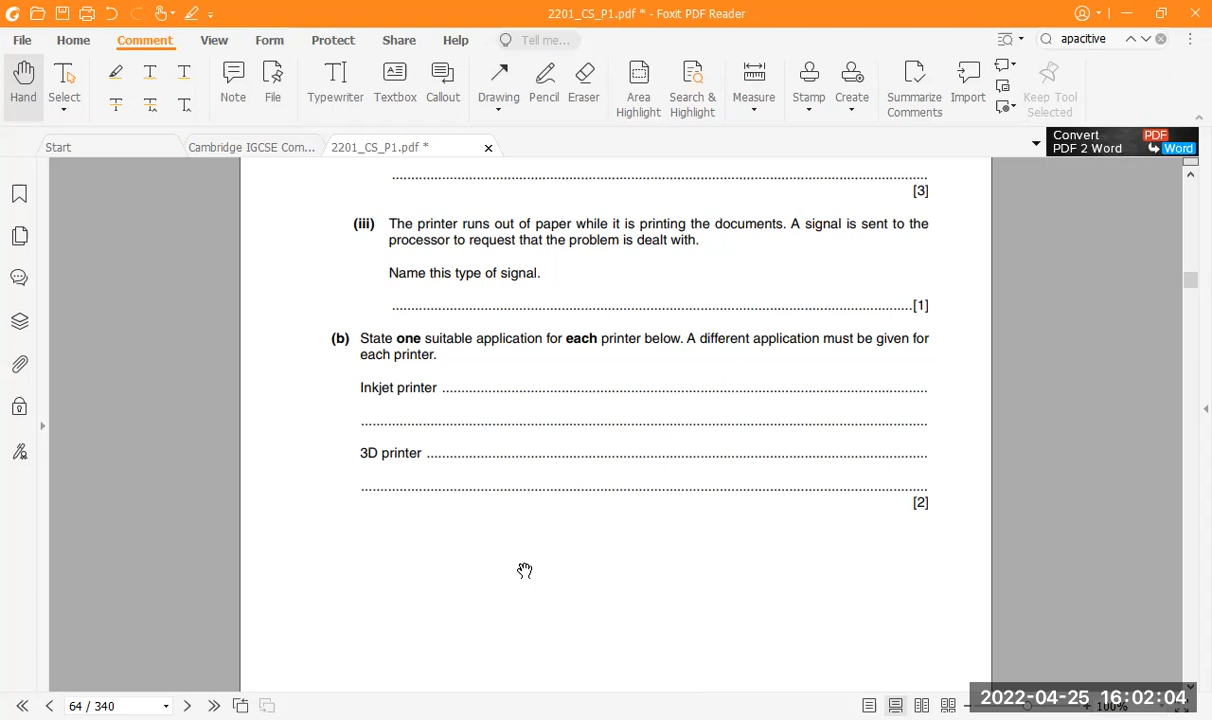 2201_CS_P1.pdf * - Foxit PDF Reader
File Home Comment View Form Protect Share Help Tell me... apacitive
Hand Select Note File Typewriter Textbox Callout Drawing Pencil Eraser Area Highlight Search & Highlight Measure Stamp Create Summarize Comments Import Keep Tool Selected
Start Cambridge IGCSE Com... 2201_CS_P1.pdf * Convert PDF 2 Word PDF Word
[3]
(iii) The printer runs out of paper while it is printing the documents. A signal is sent to the
processor to request that the problem is dealt with.
Name this type of signal.
[1]
(b) State one suitable application for each printer below. A different application must be given for
each printer.
Inkjet printer
3D printer
[2]
64 / 340
2022-04-25 16:02:04
100%